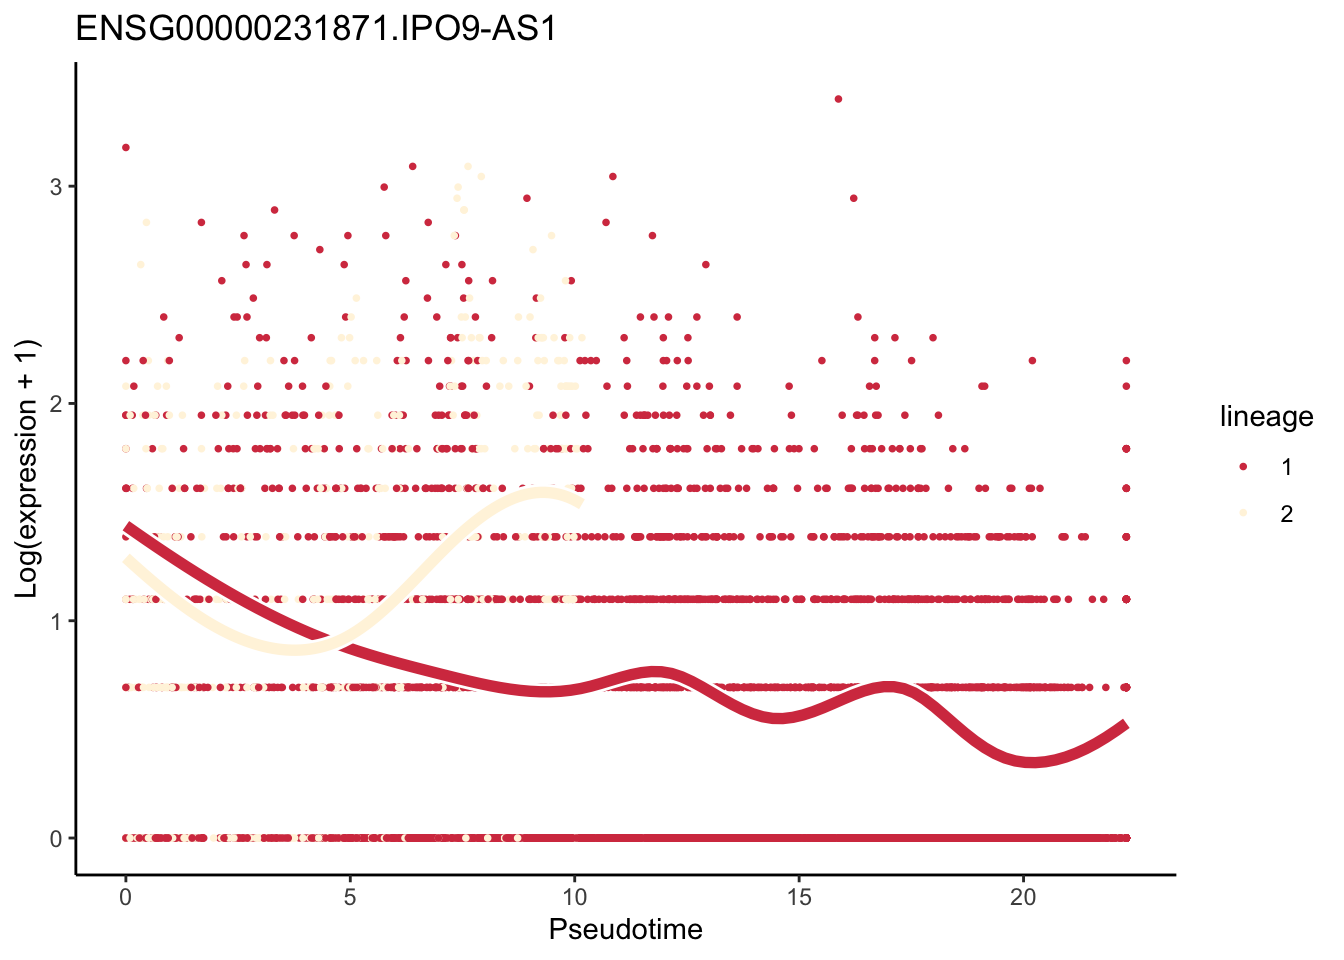 ENSG00000231871.IPO9-AS1
3
2
1
0
Log(expression + 1)
0 5 10 15 20
Pseudotime
lineage
1
2